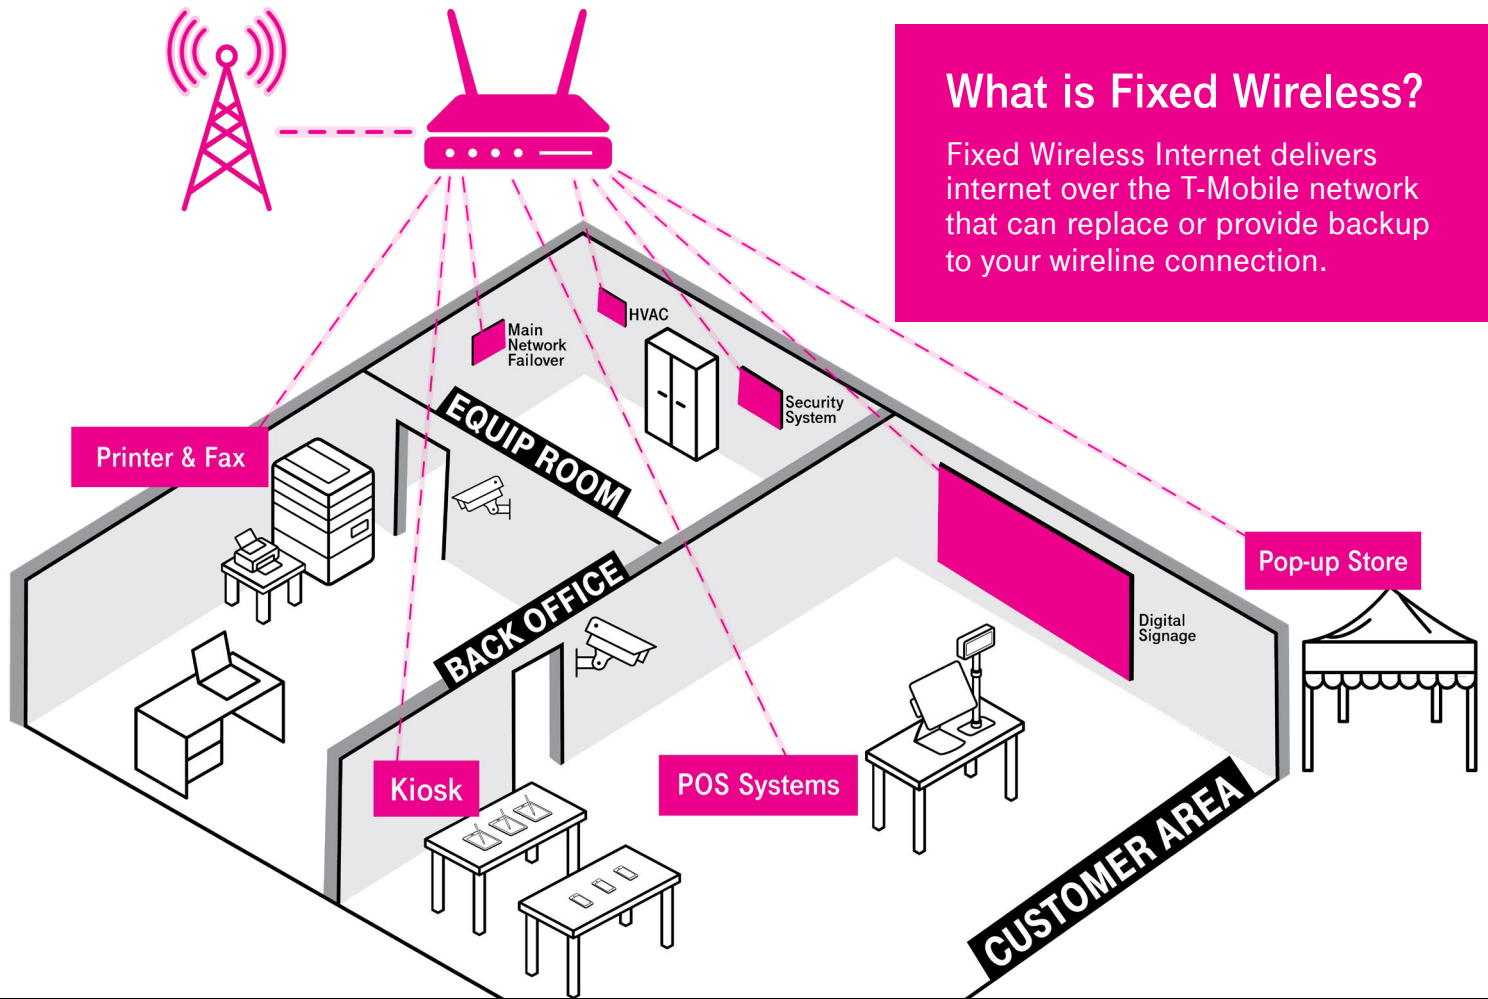 What is Fixed Wireless?
Fixed Wireless Internet delivers
internet over the T-Mobile network
that can replace or provide backup
to your wireline connection.
HVAC
Main
Network
Failover
Security
System
EQUIP ROOM
Printer & Fax
BACK OFFICE
Pop-up Store
Digital
Signage
Kiosk
POS Systems
CUSTOMER AREA